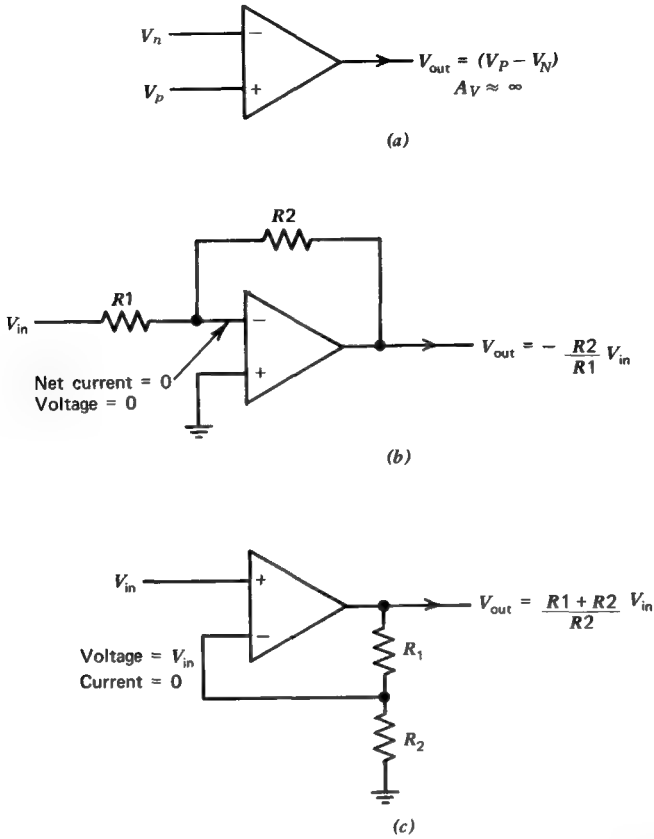 Vn
−
Vp
+
Vout = (VP − VN)
AV ≈ ∞
(a)
R2
R1
Vin
−
+
Net current = 0
Voltage = 0
Vout = − R2/R1 Vin
(b)
Vin
+
−
Vout = R1 + R2/R2 Vin
Voltage = Vin
Current = 0
R1
R2
(c)